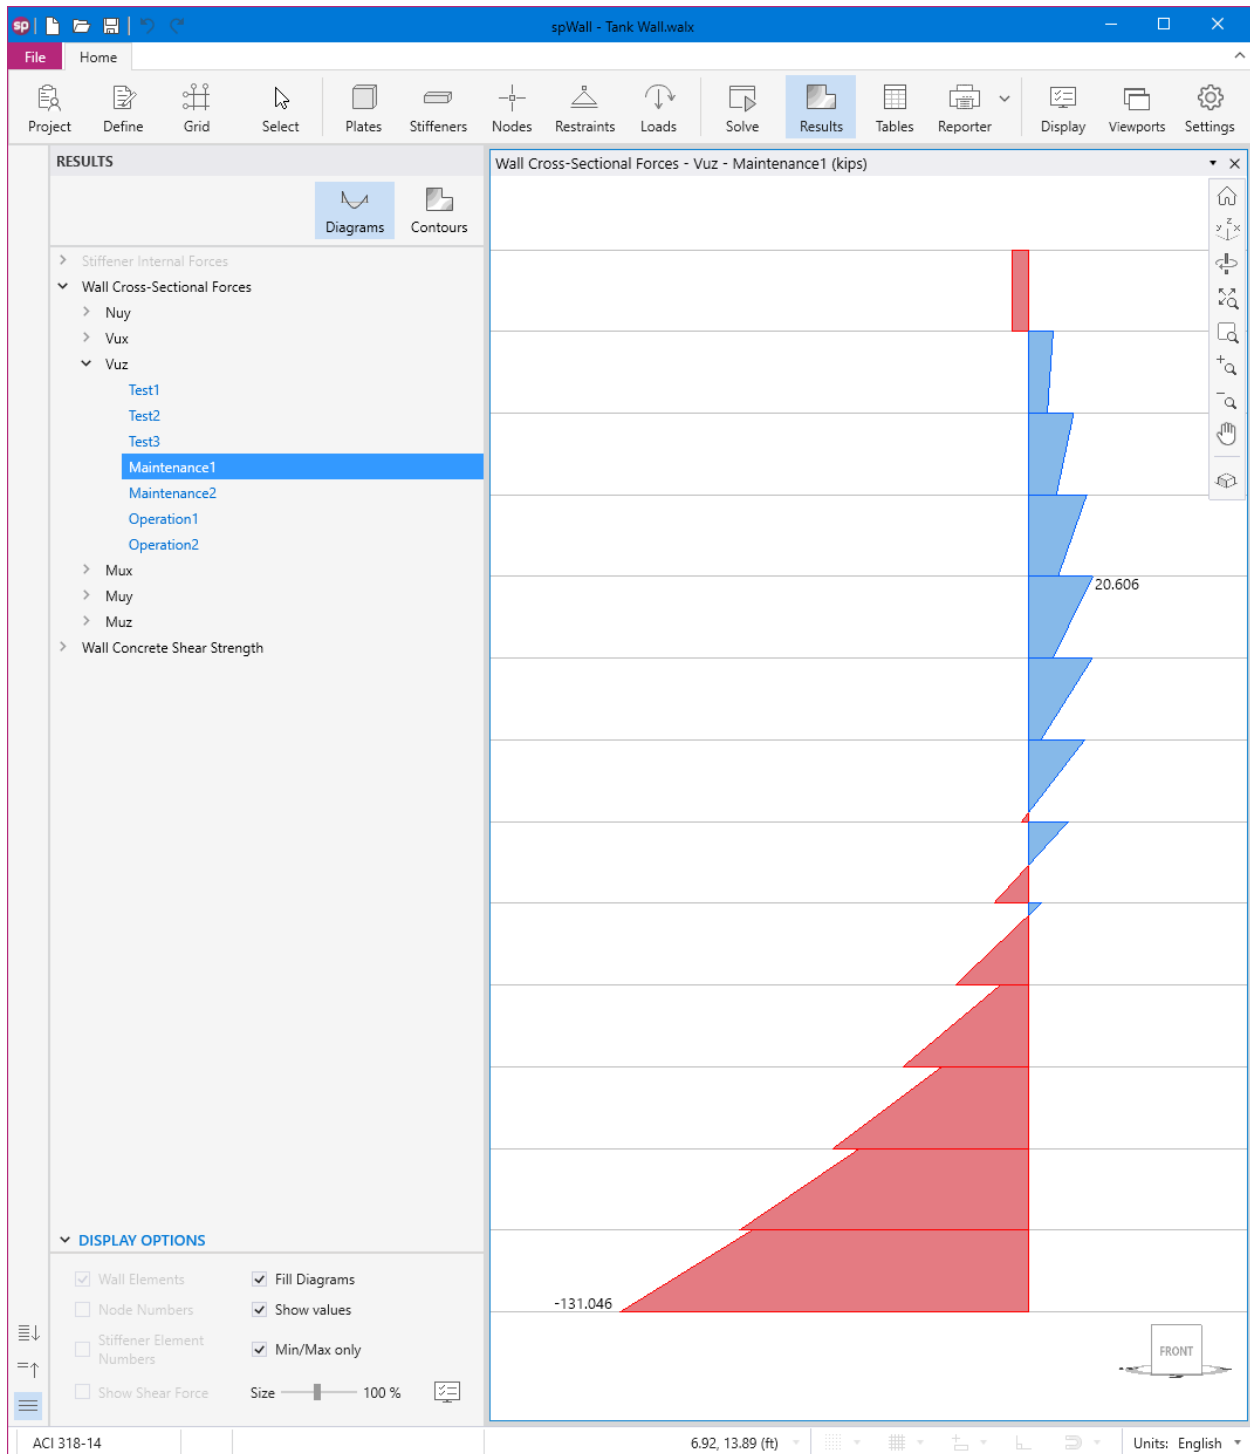 sp
spWall - Tank Wall.walx
File
Home
Project
Define
Grid
Select
Plates
Stiffeners
Nodes
Restraints
Loads
Solve
Results
Tables
Reporter
Display
Viewports
Settings
RESULTS
Diagrams
Contours
Stiffener Internal Forces
Wall Cross-Sectional Forces
Nuy
Vux
Vuz
Test1
Test2
Test3
Maintenance1
Maintenance2
Operation1
Operation2
Mux
Muy
Muz
Wall Concrete Shear Strength
DISPLAY OPTIONS
Wall Elements
Fill Diagrams
Node Numbers
Show values
Stiffener Element
Numbers
Min/Max only
Show Shear Force
Size
100 %
Wall Cross-Sectional Forces - Vuz - Maintenance1 (kips)
z
y x
20.606
-131.046
FRONT
ACI 318-14
6.92, 13.89 (ft)
Units: English